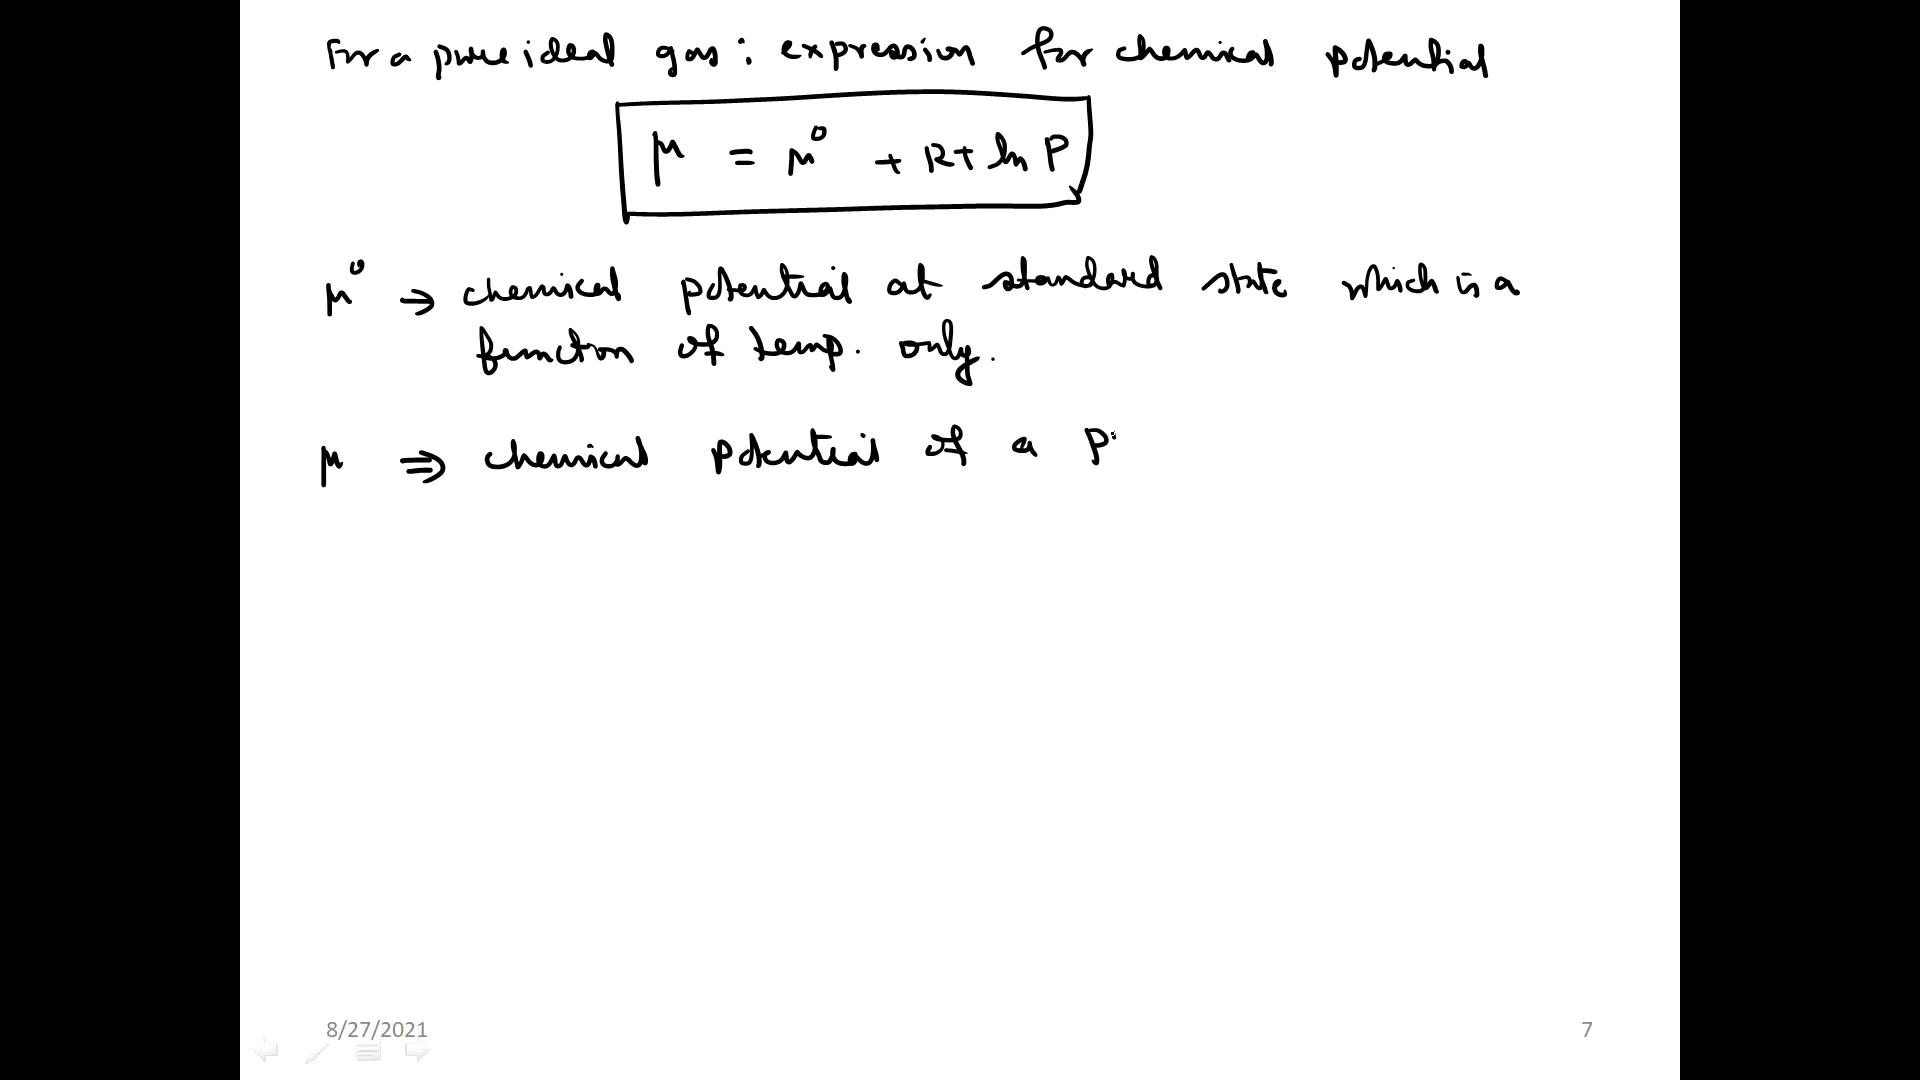 For a pure ideal gas : expression for chemical potential
μ = μ° + RT ln P
μ° → chemical potential at standard state which is a
function of temp. only.
μ ⇒ chemical potential of a P
8/27/2021
7